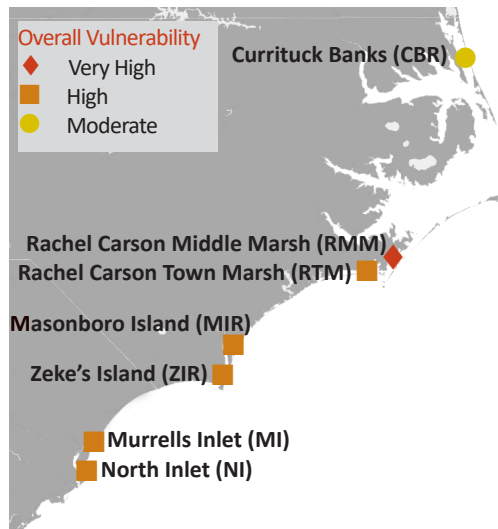 Overall Vulnerability
Very High
High
Moderate
Currituck Banks (CBR)
Rachel Carson Middle Marsh (RMM)
Rachel Carson Town Marsh (RTM)
Masonboro Island (MIR)
Zeke's Island (ZIR)
Murrells Inlet (MI)
North Inlet (NI)